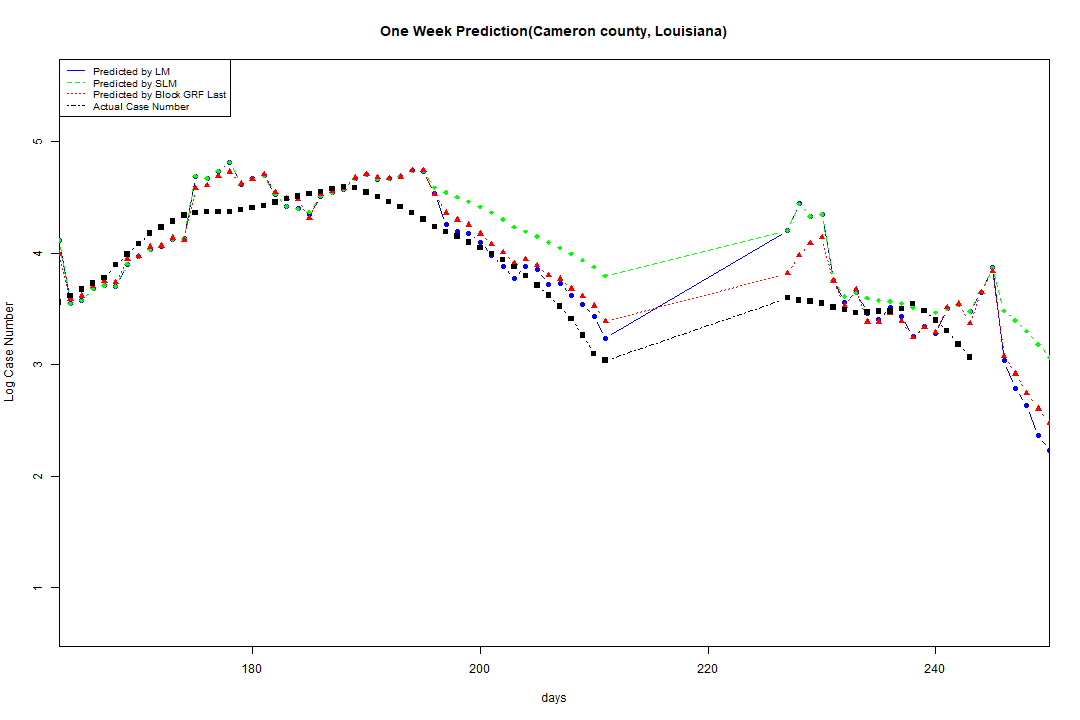 One Week Prediction(Cameron county, Louisiana)
Predicted by LM
Predicted by SLM
Predicted by Block GRF Last
Actual Case Number
5
4
3
2
1
Log Case Number
180 200 220 240
days